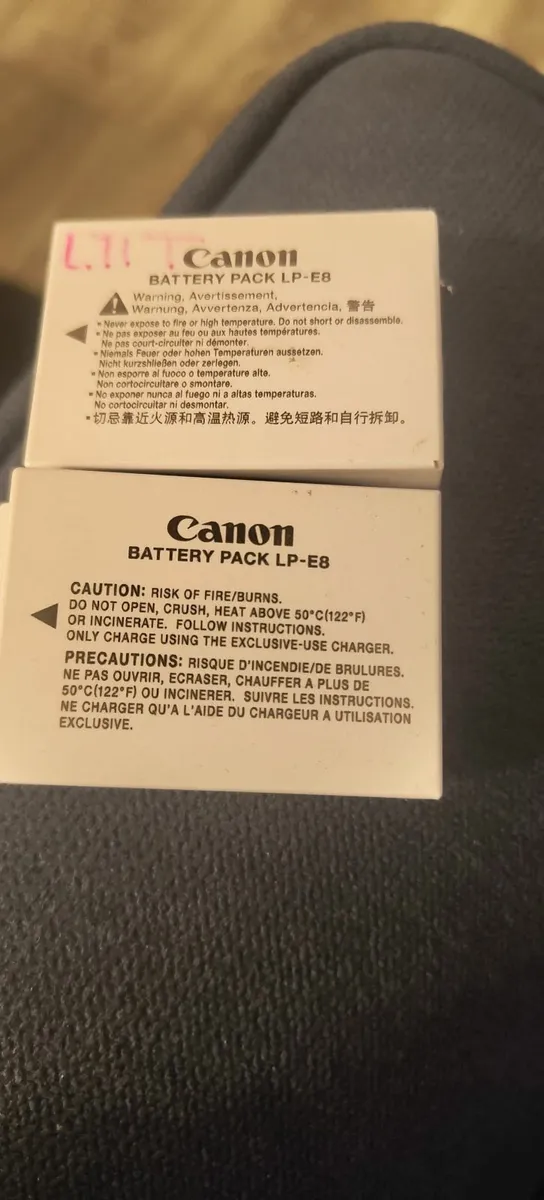 Canon
BATTERY PACK LP-E8
Warning, Avertissement,
Warnung, Avvertenza, Advertencia, 警告
• Never expose to fire or high temperature. Do not short or disassemble.
• Ne pas exposer au feu ou aux hautes températures.
Ne pas court-circuiter ni démonter.
• Niemals Feuer oder hohen Temperaturen aussetzen.
Nicht kurzshließen oder zerlegen.
• Non esporre al fuoco o temperature alte.
Non cortocircuitare o smontare.
• No exponer nunca al fuego ni a altas temperaturas.
No cortocircuitar ni desmontar.
• 切忌靠近火源和高温热源。避免短路和自行拆卸。
Canon
BATTERY PACK LP-E8
CAUTION: RISK OF FIRE/BURNS.
DO NOT OPEN, CRUSH, HEAT ABOVE 50°C(122°F)
OR INCINERATE. FOLLOW INSTRUCTIONS.
ONLY CHARGE USING THE EXCLUSIVE-USE CHARGER.
PRECAUTIONS: RISQUE D'INCENDIE/DE BRULURES.
NE PAS OUVRIR, ECRASER, CHAUFFER A PLUS DE
50°C(122°F) OU INCINERER. SUIVRE LES INSTRUCTIONS.
NE CHARGER QU'A L'AIDE DU CHARGEUR A UTILISATION
EXCLUSIVE.